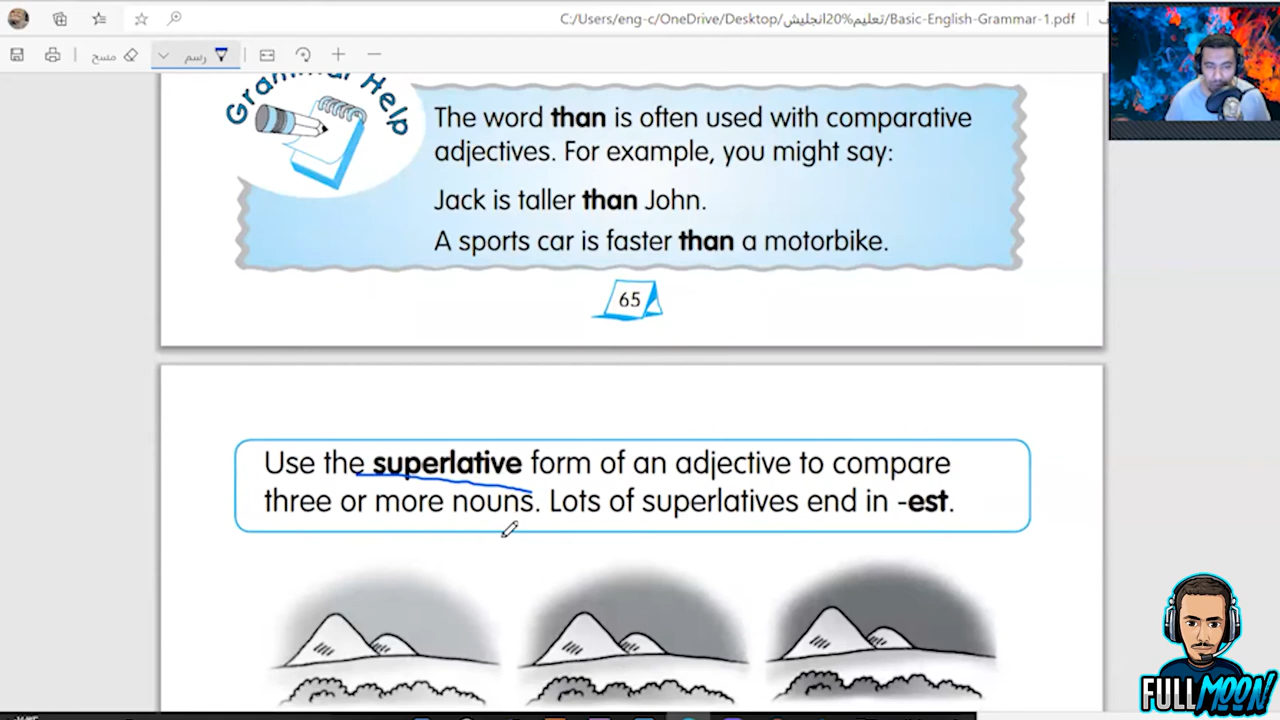 C:/Users/eng-c/OneDrive/Desktop/تعليم%20انجليش/Basic-English-Grammar-1.pdf
مسح
رسم
Grammar Help
The word than is often used with comparative
adjectives. For example, you might say:
Jack is taller than John.
A sports car is faster than a motorbike.
65
Use the superlative form of an adjective to compare
three or more nouns. Lots of superlatives end in -est.
FULLMOON